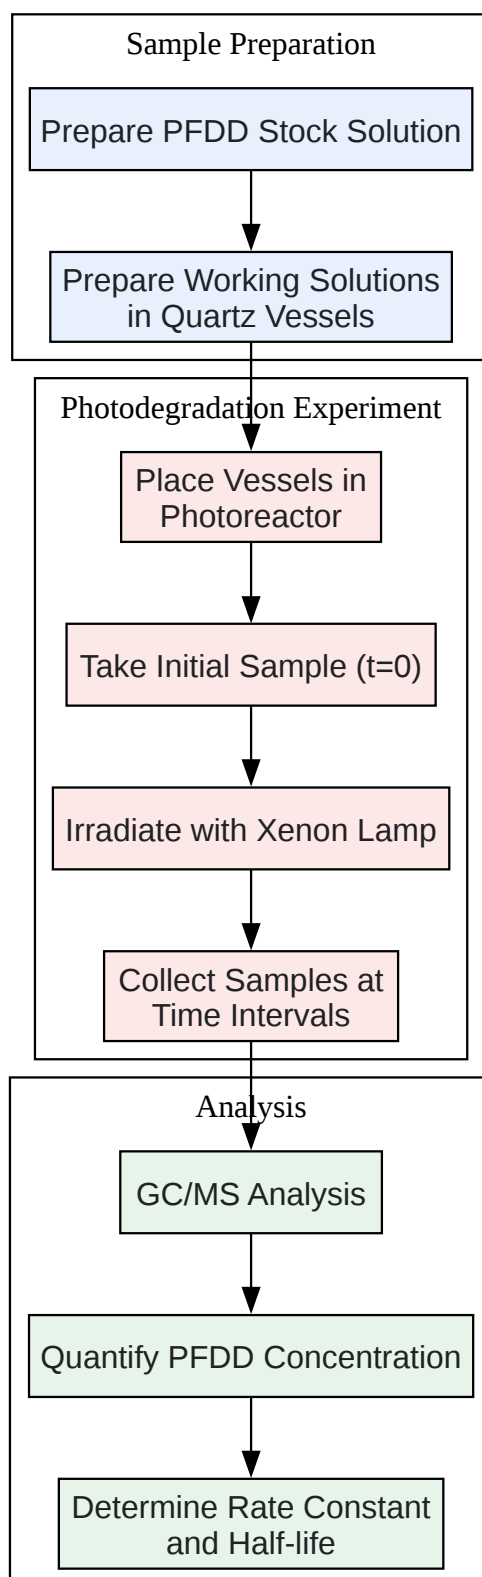 Sample Preparation
Prepare PFDD Stock Solution
Prepare Working Solutions
in Quartz Vessels
Photodegradation Experiment
Place Vessels in
Photoreactor
Take Initial Sample (t=0)
Irradiate with Xenon Lamp
Collect Samples at
Time Intervals
Analysis
GC/MS Analysis
Quantify PFDD Concentration
Determine Rate Constant
and Half-life